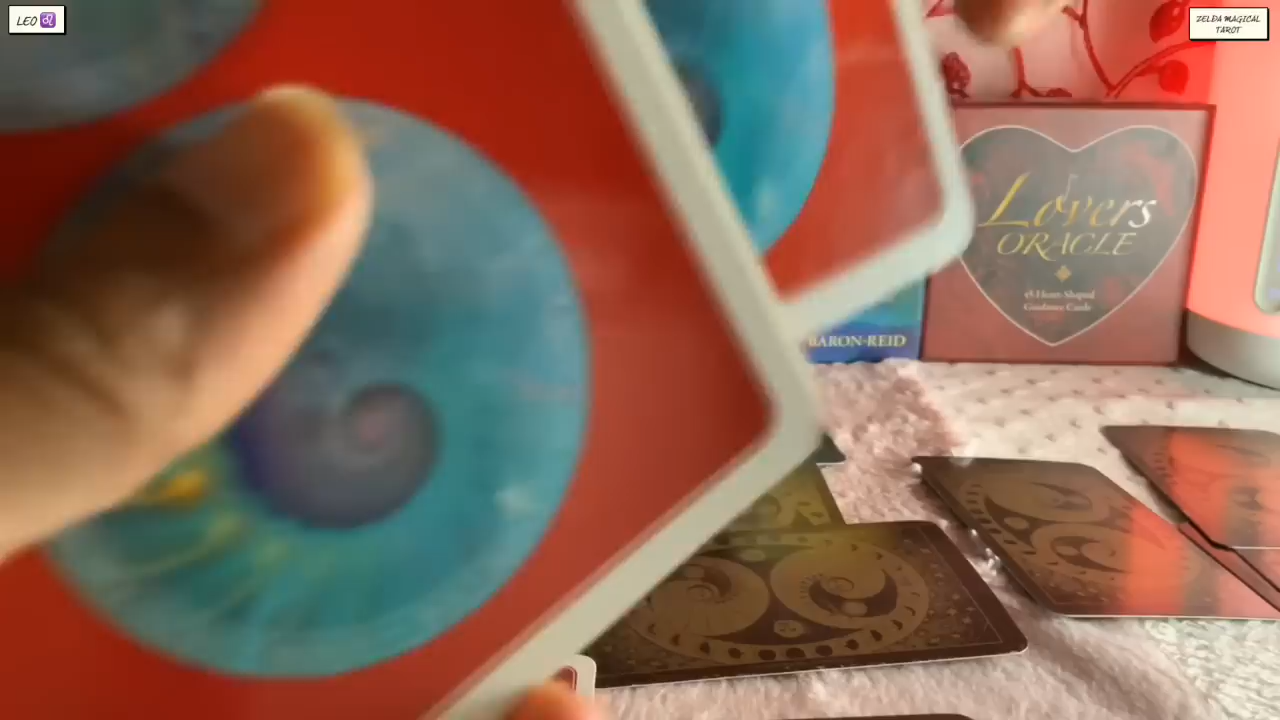 LEO ♌
ZELDA MAGICAL
TAROT
Lovers
ORACLE
45 Heart-Shaped
Guidance Cards
BARON-REID